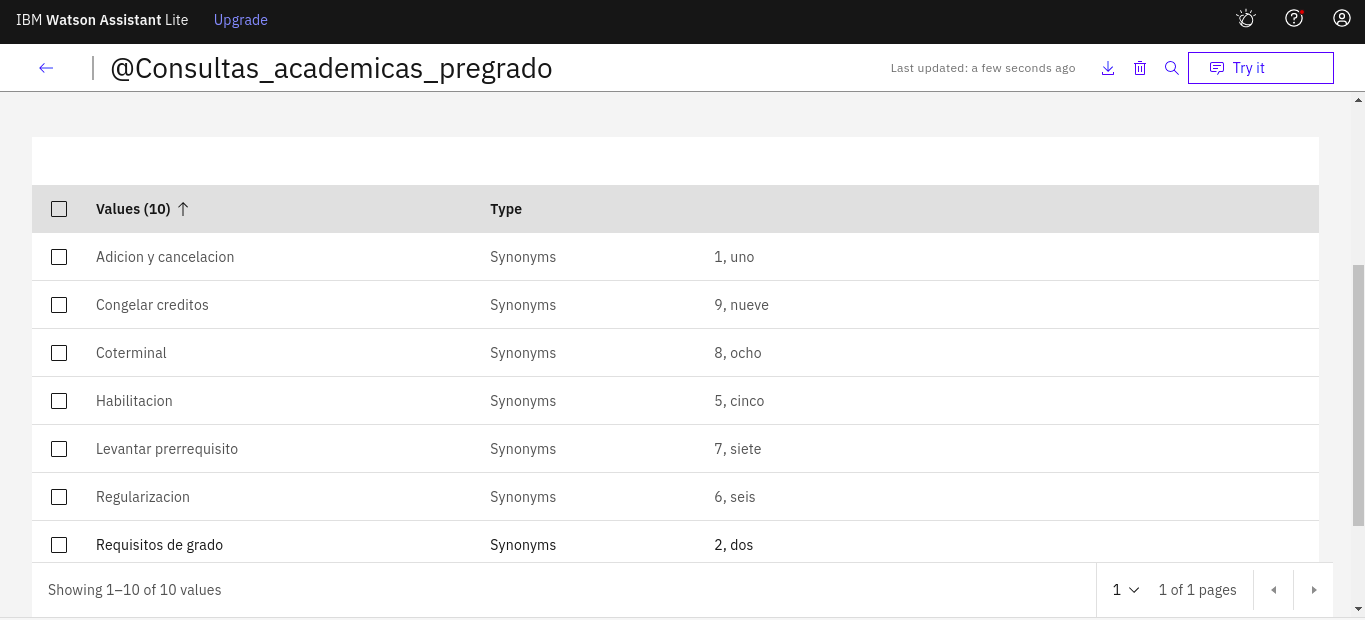 IBM Watson Assistant Lite Upgrade
@Consultas_academicas_pregrado Last updated: a few seconds ago Try it
Values (10) Type
Adicion y cancelacion Synonyms 1, uno
Congelar creditos Synonyms 9, nueve
Coterminal Synonyms 8, ocho
Habilitacion Synonyms 5, cinco
Levantar prerrequisito Synonyms 7, siete
Regularizacion Synonyms 6, seis
Requisitos de grado Synonyms 2, dos
Showing 1–10 of 10 values 1 1 of 1 pages